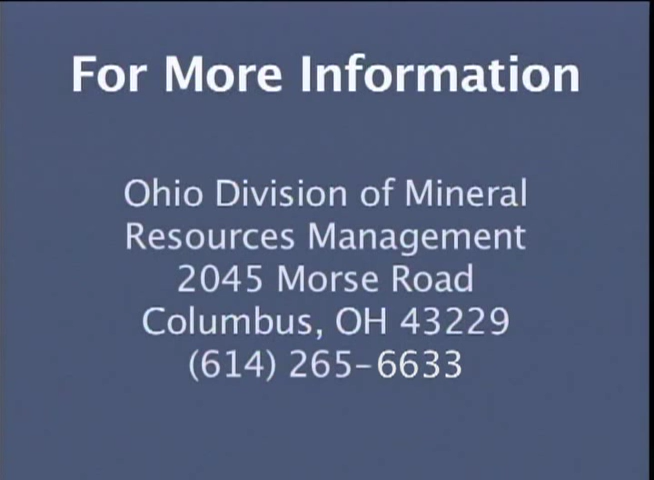 For More Information
Ohio Division of Mineral
Resources Management
2045 Morse Road
Columbus, OH 43229
(614) 265-6633